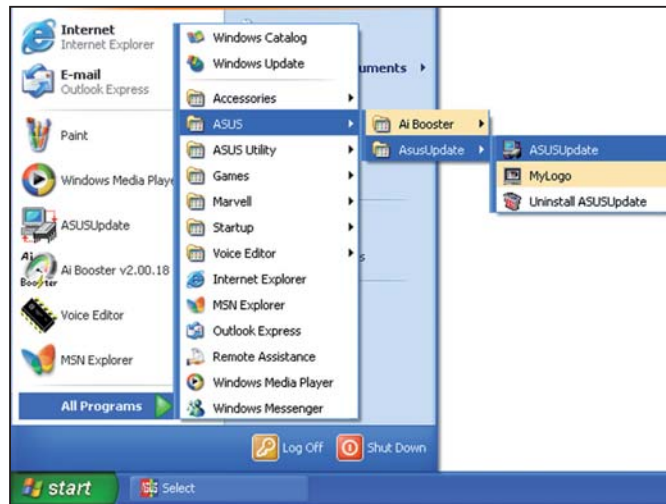 Internet
Internet Explorer
E-mail
Outlook Express
Paint
Windows Media Playe
ASUSUpdate
Ai Booster
Ai Booster v2.00.18
Voice Editor
MSN Explorer
All Programs
Windows Catalog
Windows Update
Accessories
ASUS
ASUS Utility
Games
Marvell
Startup
Voice Editor
Internet Explorer
MSN Explorer
Outlook Express
Remote Assistance
Windows Media Player
Windows Messenger
uments
s
Ai Booster
AsusUpdate
ASUSUpdate
MyLogo
Uninstall ASUSUpdate
Log Off
Shut Down
start
Select